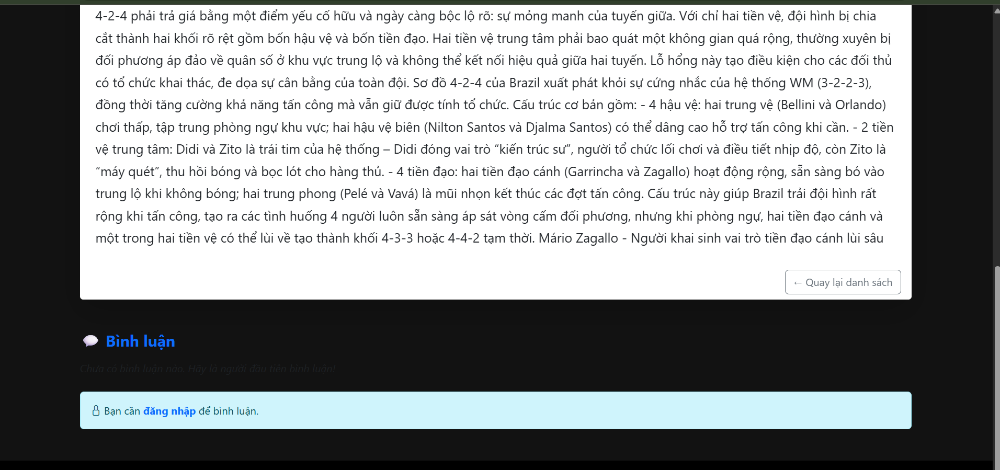 4-2-4 phải trả giá bằng một điểm yếu cố hữu và ngày càng bộc lộ rõ: sự mỏng manh của tuyến giữa. Với chỉ hai tiền vệ, đội hình bị chia
cắt thành hai khối rõ rệt gồm bốn hậu vệ và bốn tiền đạo. Hai tiền vệ trung tâm phải bao quát một không gian quá rộng, thường xuyên bị
đối phương áp đảo về quân số ở khu vực trung lộ và không thể kết nối hiệu quả giữa hai tuyến. Lỗ hổng này tạo điều kiện cho các đối thủ
có tổ chức khai thác, đe dọa sự cân bằng của toàn đội. Sơ đồ 4-2-4 của Brazil xuất phát khỏi sự cứng nhắc của hệ thống WM (3-2-2-3),
đồng thời tăng cường khả năng tấn công mà vẫn giữ được tính tổ chức. Cấu trúc cơ bản gồm: - 4 hậu vệ: hai trung vệ (Bellini và Orlando)
chơi thấp, tập trung phòng ngự khu vực; hai hậu vệ biên (Nilton Santos và Djalma Santos) có thể dâng cao hỗ trợ tấn công khi cần. - 2 tiền
vệ trung tâm: Didi và Zito là trái tim của hệ thống – Didi đóng vai trò “kiến trúc sư”, người tổ chức lối chơi và điều tiết nhịp độ, còn Zito là
“máy quét”, thu hồi bóng và bọc lót cho hàng thủ. - 4 tiền đạo: hai tiền đạo cánh (Garrincha và Zagallo) hoạt động rộng, sẵn sàng bó vào
trung lộ khi không bóng; hai trung phong (Pelé và Vavá) là mũi nhọn kết thúc các đợt tấn công. Cấu trúc này giúp Brazil trải đội hình rất
rộng khi tấn công, tạo ra các tình huống 4 người luôn sẵn sàng áp sát vòng cấm đối phương, nhưng khi phòng ngự, hai tiền đạo cánh và
một trong hai tiền vệ có thể lùi về tạo thành khối 4-3-3 hoặc 4-4-2 tạm thời. Mário Zagallo - Người khai sinh vai trò tiền đạo cánh lùi sâu
← Quay lại danh sách
Bình luận
Chưa có bình luận nào. Hãy là người đầu tiên bình luận!
Bạn cần đăng nhập để bình luận.